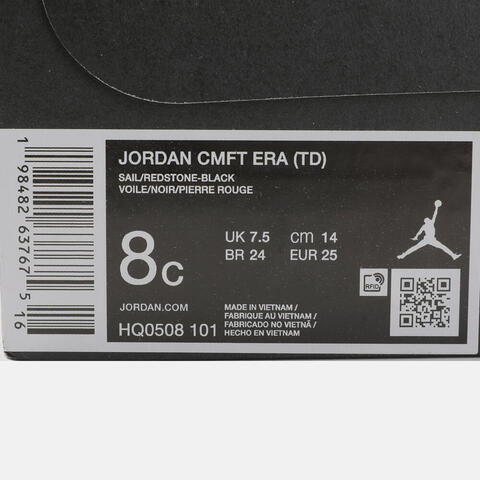 JORDAN CMFT ERA (TD)
SAIL/REDSTONE-BLACK
VOILE/NOIR/PIERRE ROUGE
8C
UK 7.5 cm 14
BR 24 EUR 25
RFID
JORDAN.COM
HQ0508 101
MADE IN VIETNAM /
FABRIQUE AU VIETNAM /
FABRICADO NO VIETNÃ /
HECHO EN VIETNAM
1 98482 63767 5 16